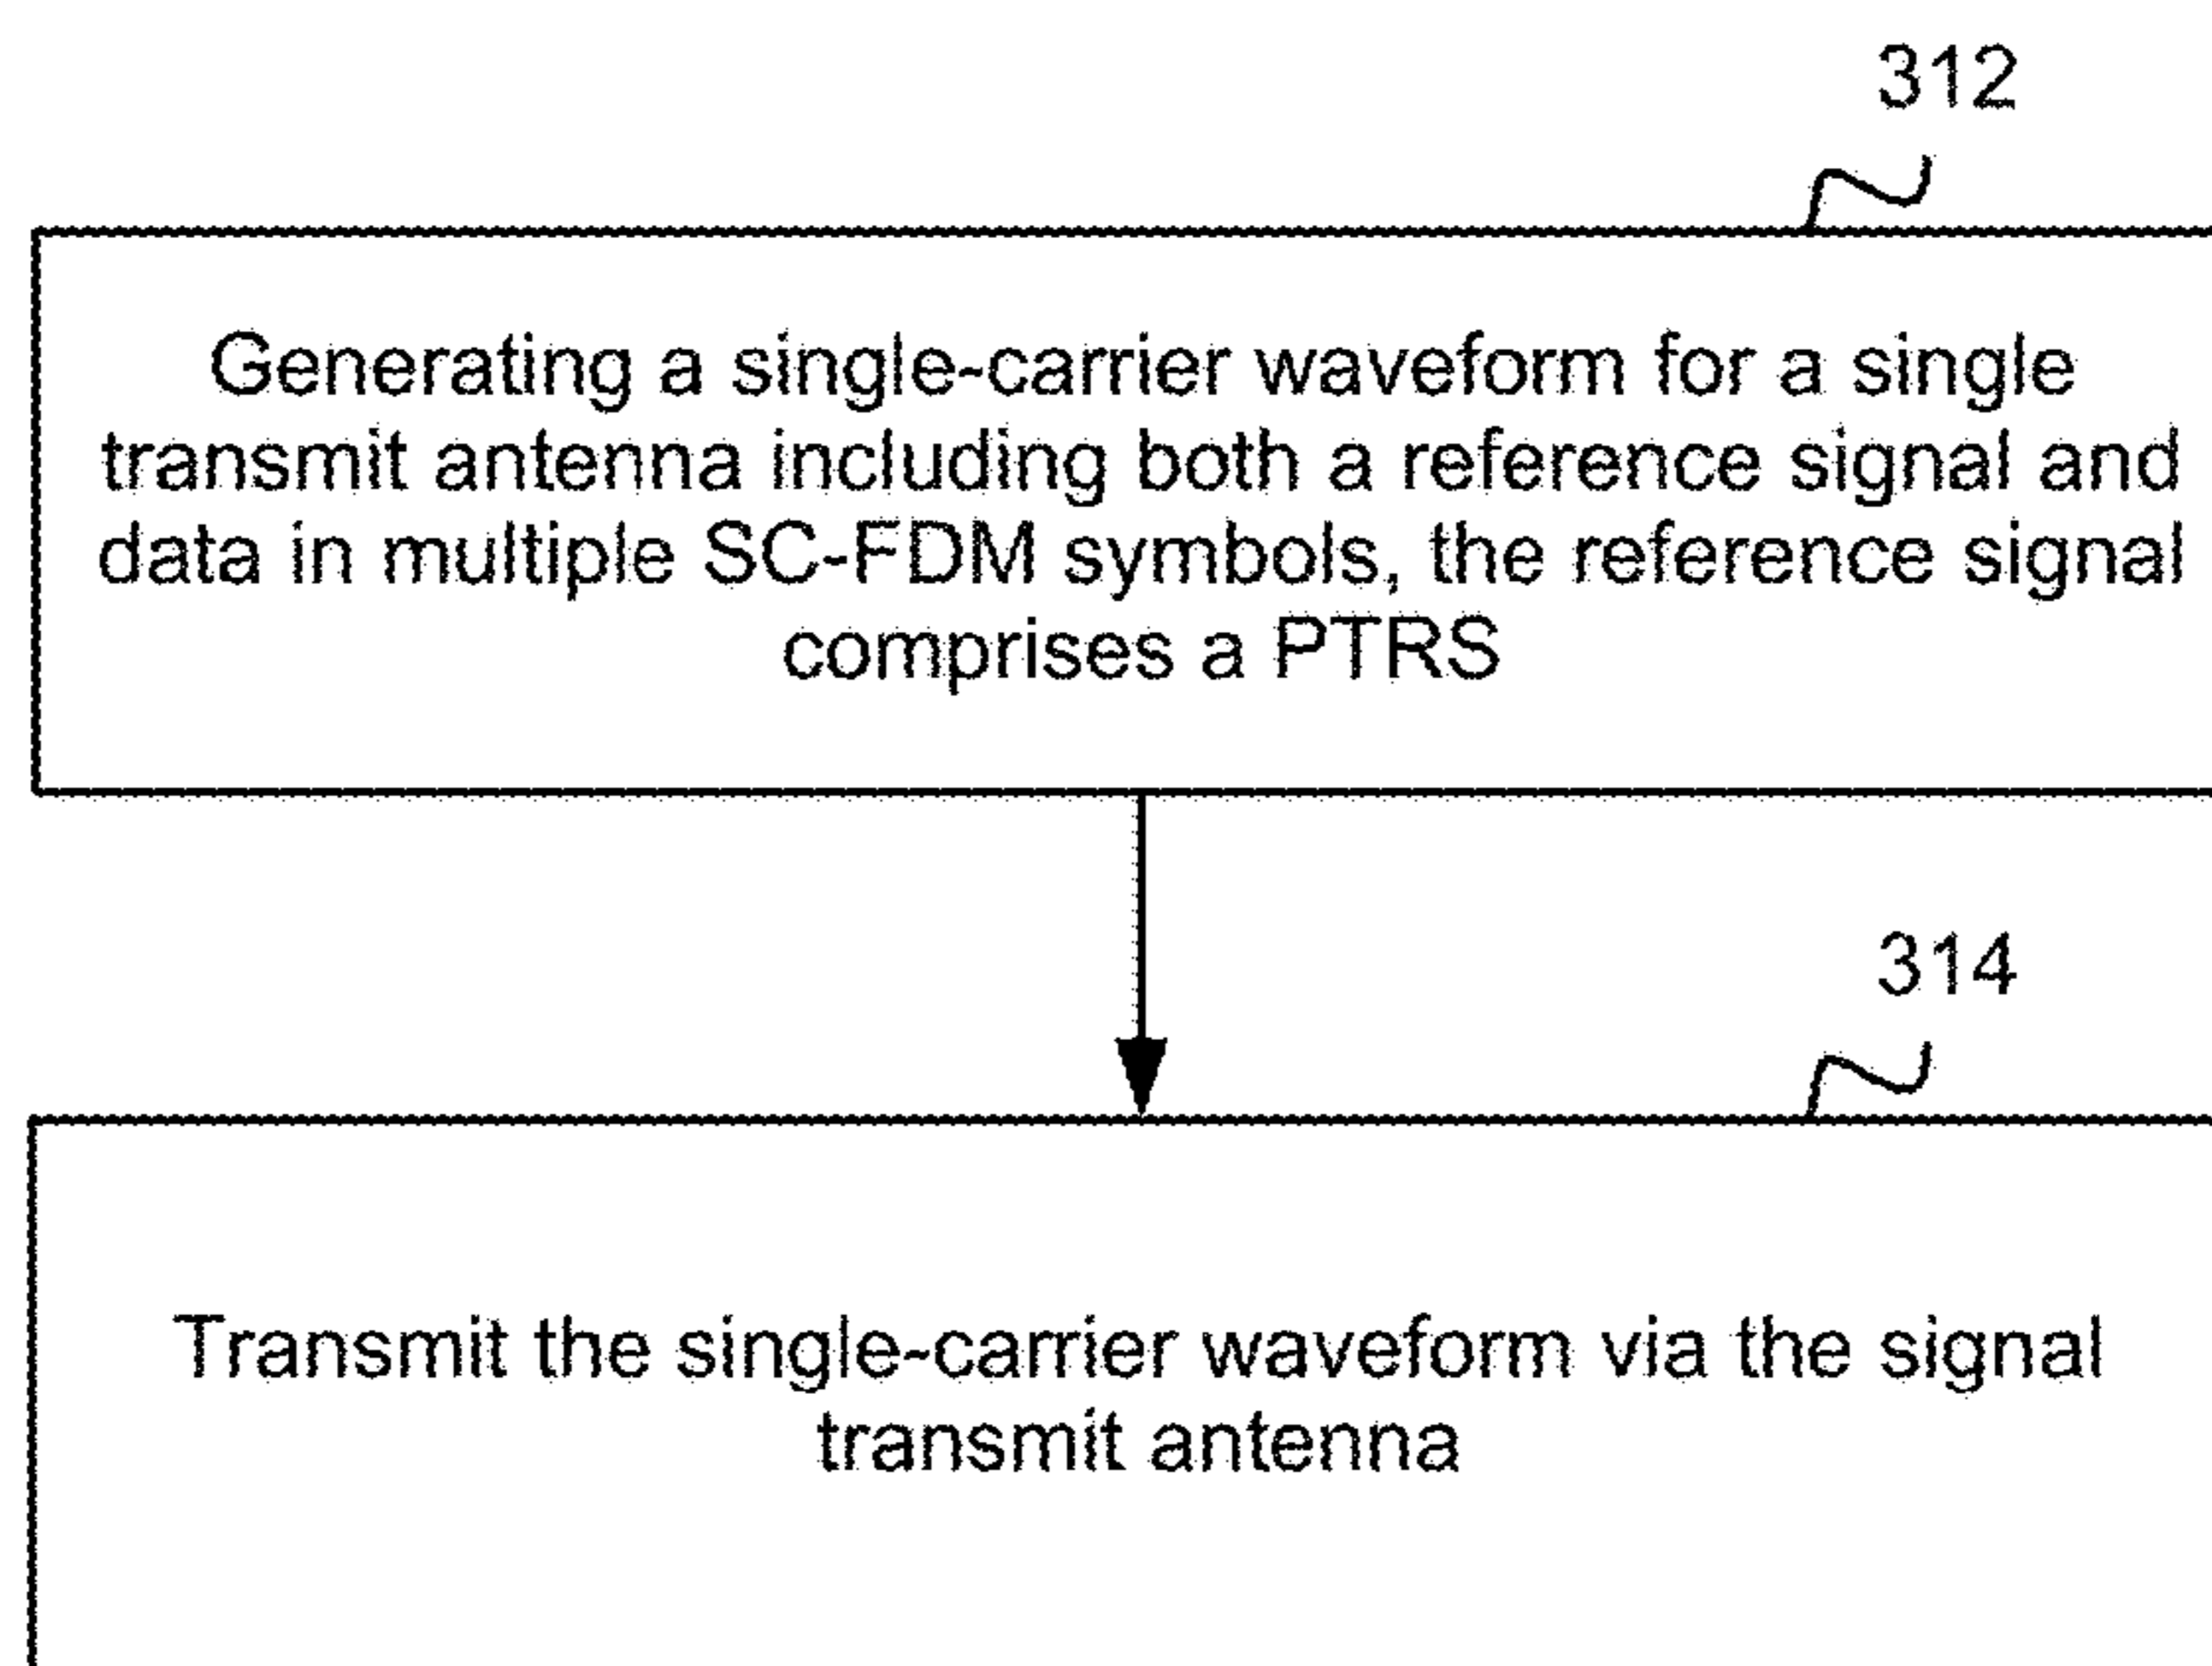 312
Generating a single-carrier waveform for a single
transmit antenna including both a reference signal and
data in multiple SC-FDM symbols, the reference signal
comprises a PTRS
314
Transmit the single-carrier waveform via the signal
transmit antenna